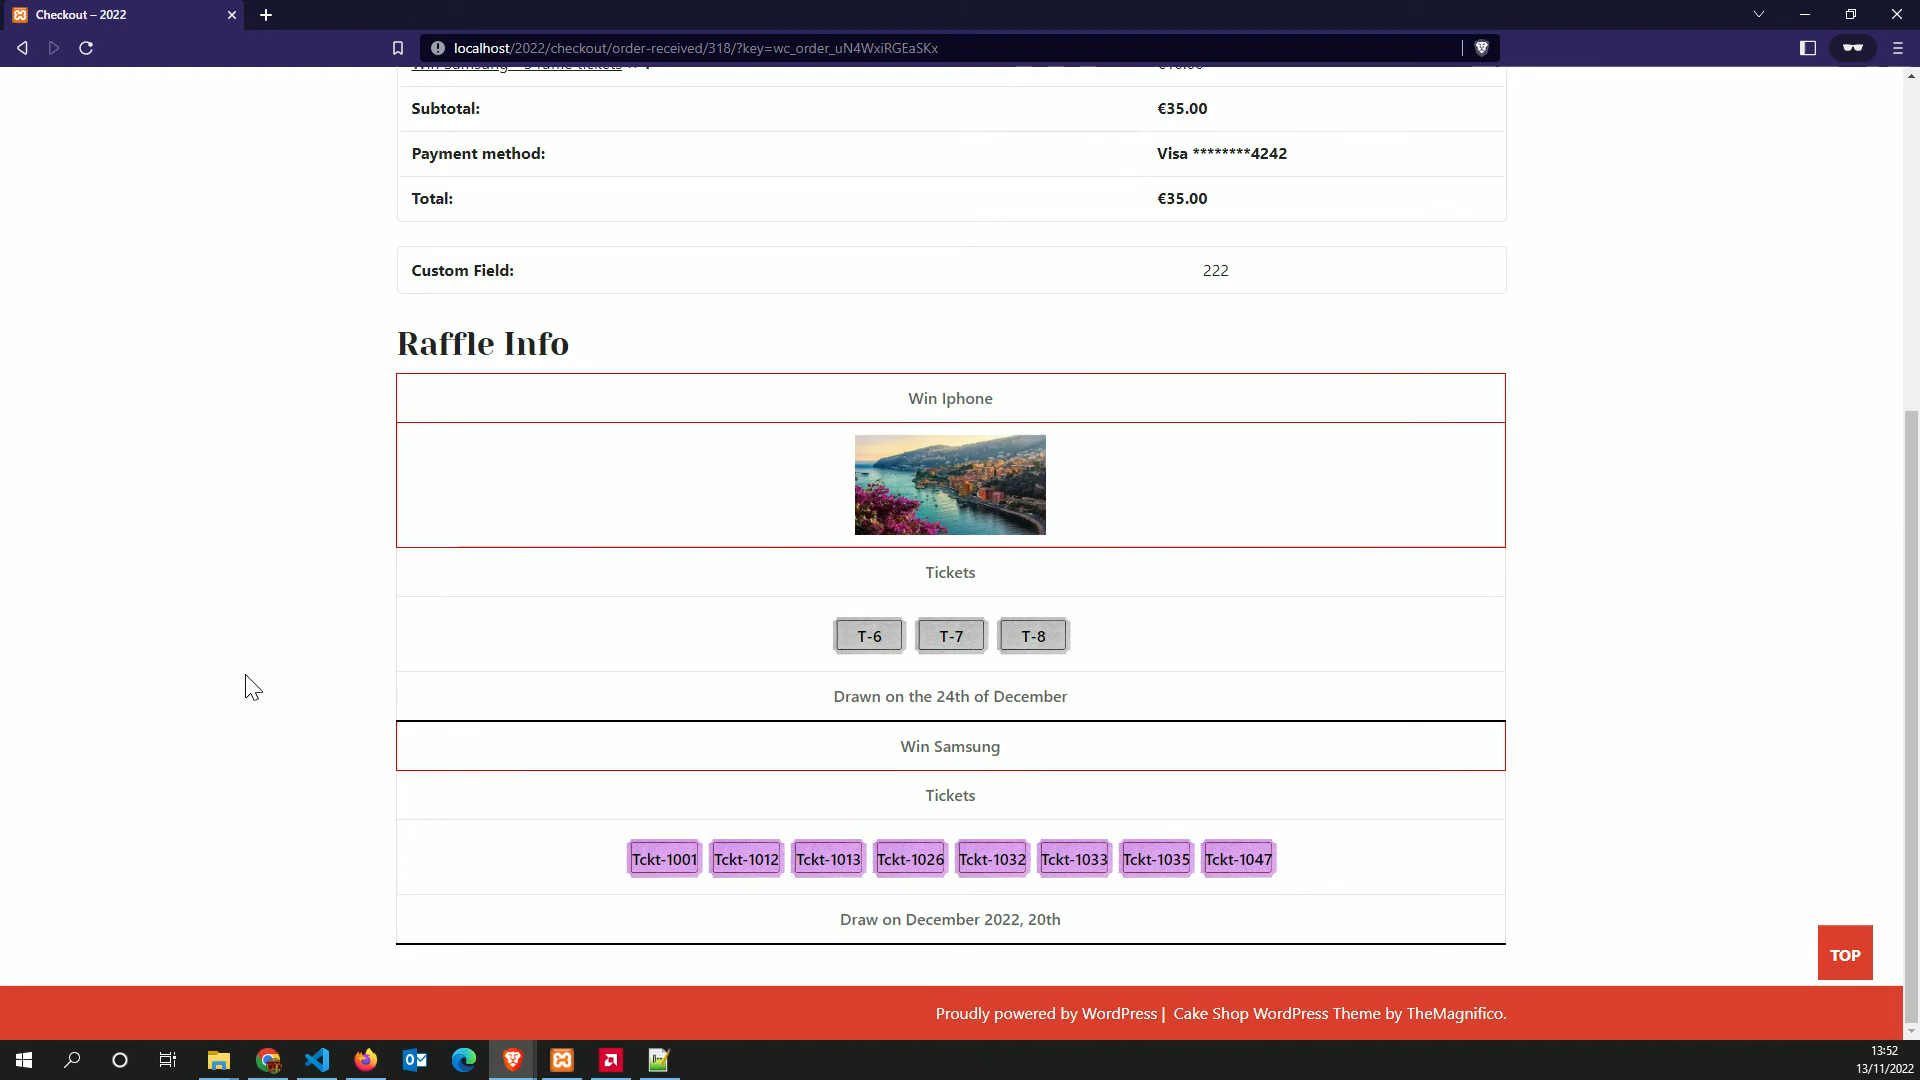 Checkout – 2022
localhost/2022/checkout/order-received/318/?key=wc_order_uN4WxiRGEaSKx
Subtotal: €35.00
Payment method: Visa ********4242
Total: €35.00
Custom Field: 222
Raffle Info
Win Iphone
Tickets
T-6 T-7 T-8
Drawn on the 24th of December
Win Samsung
Tickets
Tckt-1001 Tckt-1012 Tckt-1013 Tckt-1026 Tckt-1032 Tckt-1033 Tckt-1035 Tckt-1047
Draw on December 2022, 20th
TOP
Proudly powered by WordPress | Cake Shop WordPress Theme by TheMagnifico.
13:52
13/11/2022